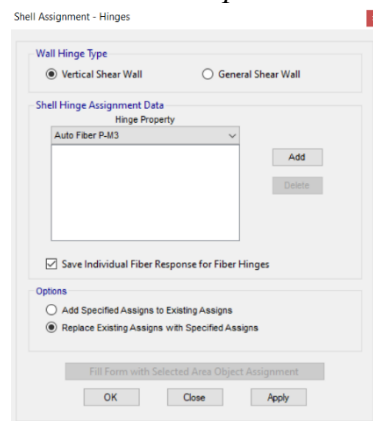 Shell Assignment - Hinges
Wall Hinge Type
Vertical Shear Wall
General Shear Wall
Shell Hinge Assignment Data
Hinge Property
Auto Fiber P-M3
Add
Delete
Save Individual Fiber Response for Fiber Hinges
Options
Add Specified Assigns to Existing Assigns
Replace Existing Assigns with Specified Assigns
Fill Form with Selected Area Object Assignment
OK Close Apply